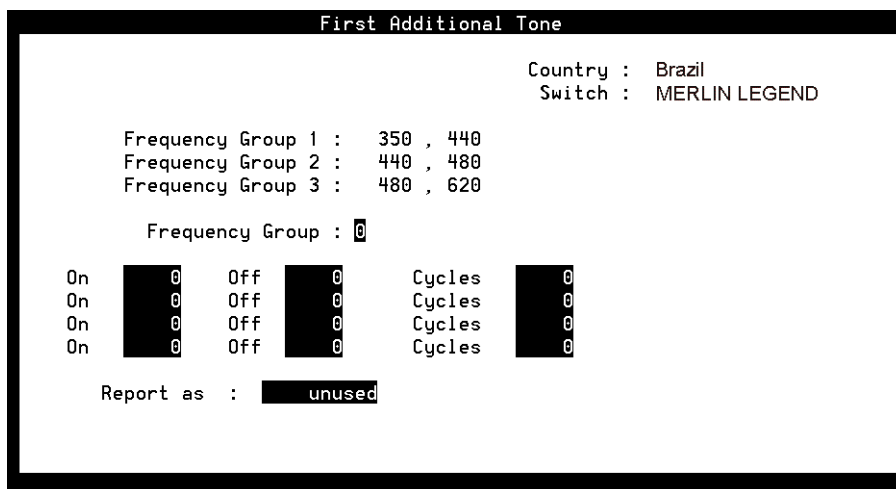 First Additional Tone
Country : Brazil
Switch : MERLIN LEGEND
Frequency Group 1 : 350 , 440
Frequency Group 2 : 440 , 480
Frequency Group 3 : 480 , 620
Frequency Group : 0
On 0 Off 0 Cycles 0
On 0 Off 0 Cycles 0
On 0 Off 0 Cycles 0
On 0 Off 0 Cycles 0
Report as : unused